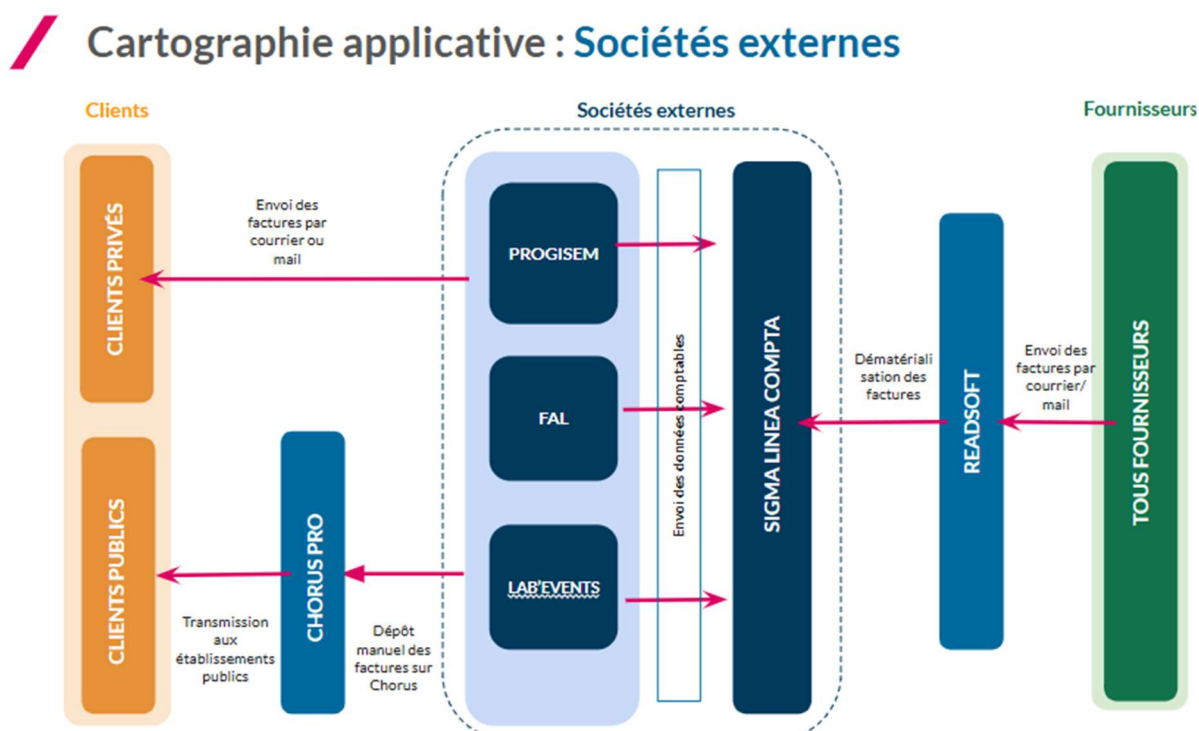 Cartographie applicative : Sociétés externes
Clients
Sociétés externes
Fournisseurs
CLIENTS PRIVÉS
Envoi des
factures par
courrier ou
mail
PROGISEM
FAL
LAB'EVENTS
Envoi des données comptables
SIGMA LINEA COMPTA
Dématériali
sation des
factures
READSOFT
Envoi des
factures par
courrier/
mail
TOUS FOURNISSEURS
CLIENTS PUBLICS
Transmission
aux
établissements
publics
CHORUS PRO
Dépôt
manuel des
factures sur
Chorus